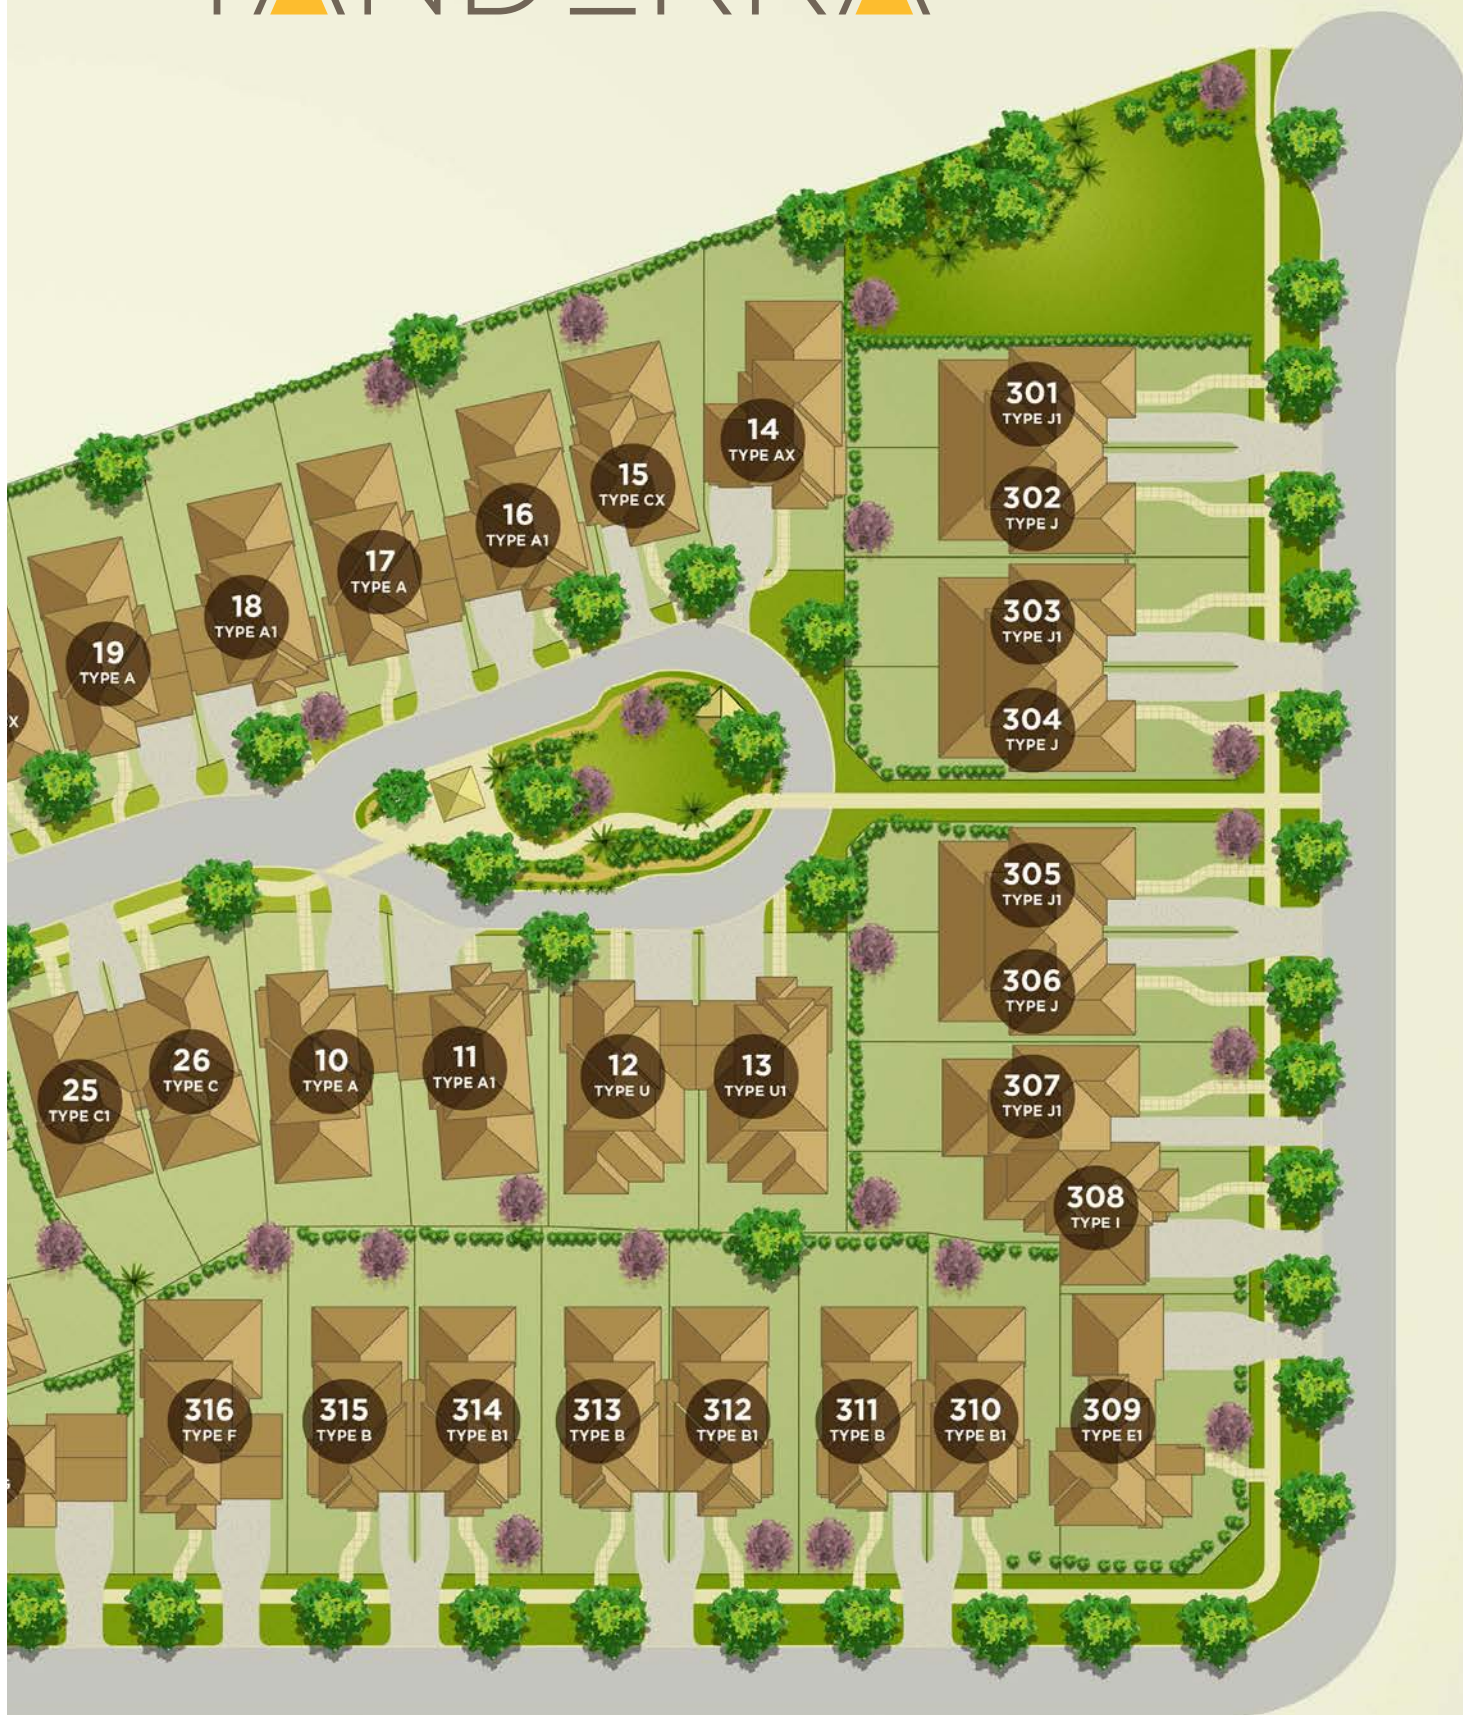 301
TYPE J1
14
TYPE AX
15
TYPE CX
302
TYPE J
16
TYPE A1
17
TYPE A
18
TYPE A1
303
TYPE J1
19
TYPE A
X
304
TYPE J
305
TYPE J1
306
TYPE J
26
TYPE C
10
TYPE A
11
TYPE A1
12
TYPE U
13
TYPE U1
25
TYPE C1
307
TYPE J1
308
TYPE I
316
TYPE F
315
TYPE B
314
TYPE B1
313
TYPE B
312
TYPE B1
311
TYPE B
310
TYPE B1
309
TYPE E1